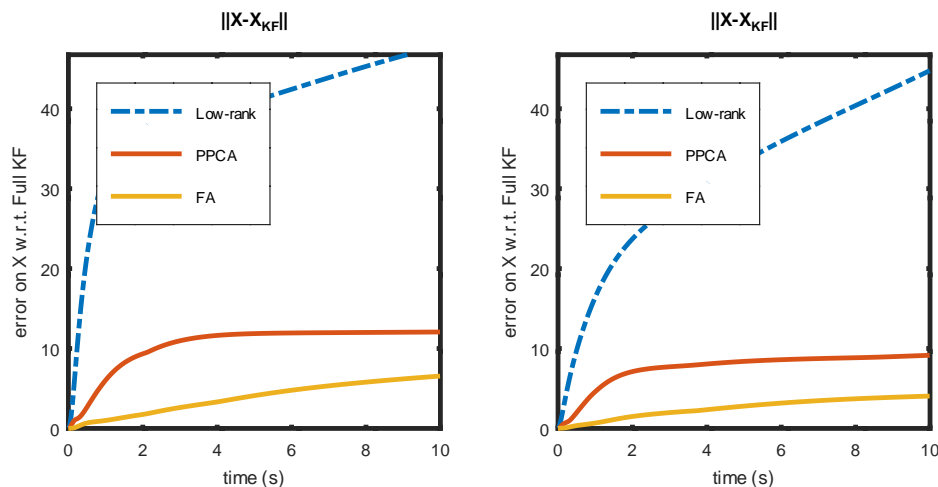 ||X-X_KF||
error on X w.r.t. Full KF
40
30
20
10
0
Low-rank
PPCA
FA
0 2 4 6 8 10
time (s)
||X-X_KF||
error on X w.r.t. Full KF
40
30
20
10
0
Low-rank
PPCA
FA
0 2 4 6 8 10
time (s)